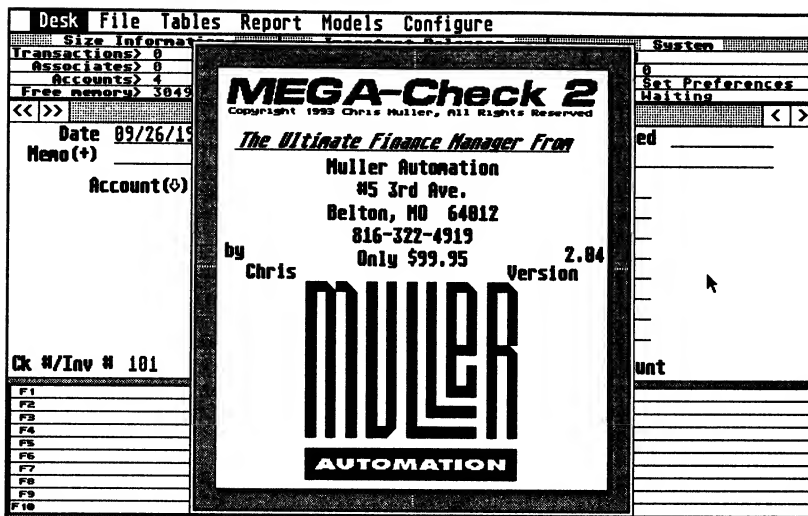 Desk File Tables Report Models Configure
Size Information
System
Transactions> 0
Associates> 0
0
Accounts> 4
Set Preferences
Free memory> 3049
Waiting
MEGA-Check 2
Copyright 1993 Chris Muller, All Rights Reserved
<< >>
< >
Date 09/26/19
ed
Memo(+)
The Ultimate Finance Manager From
Muller Automation
Account(⇩)
#5 3rd Ave.
Belton, MO 64012
816-322-4919
by
Only $99.95
2.04
Chris
Version
MULLER
AUTOMATION
Ck #/Inv # 101
unt
F1
F2
F3
F4
F5
F6
F7
F8
F9
F10